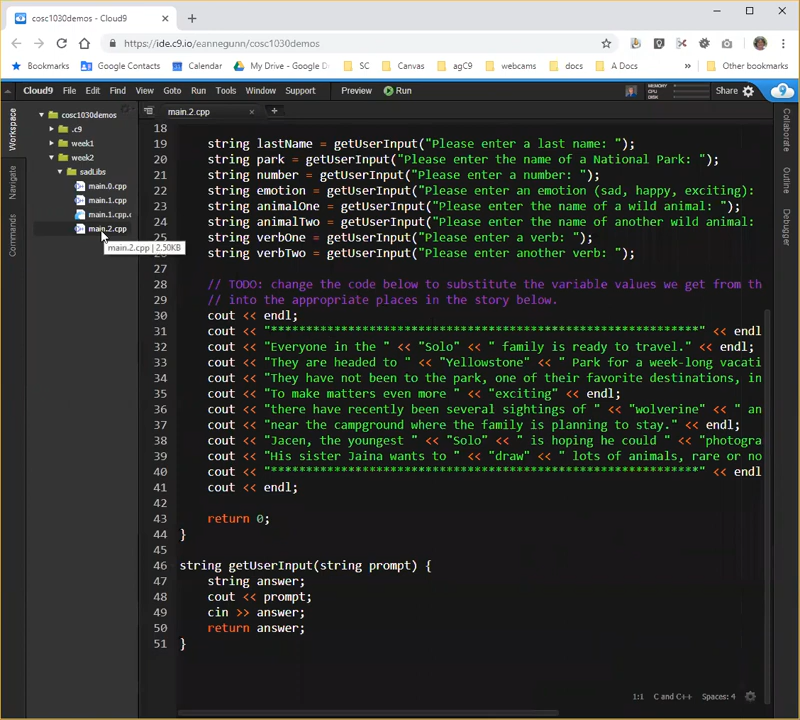 cosc1030demos - Cloud9
https://ide.c9.io/eannegunn/cosc1030demos
Bookmarks Google Contacts Calendar My Drive - Google D SC Canvas agC9 webcams docs A Docs » Other bookmarks
Cloud9 File Edit Find View Goto Run Tools Window Support Preview Run MEMORY CPU DISK Share
Workspace
Navigate
Commands
cosc1030demos
.c9
week1
week2
sadLibs
main.0.cpp
main.1.cpp
main.1.cpp.c
main.2.cpp
main.2.cpp | 2.50KB
main.2.cpp
18
19 string lastName = getUserInput("Please enter a last name: ");
20 string park = getUserInput("Please enter the name of a National Park: ");
21 string number = getUserInput("Please enter a number: ");
22 string emotion = getUserInput("Please enter an emotion (sad, happy, exciting):
23 string animalOne = getUserInput("Please enter the name of a wild animal: ");
24 string animalTwo = getUserInput("Please enter the name of another wild animal:
25 string verbOne = getUserInput("Please enter a verb: ");
26 string verbTwo = getUserInput("Please enter another verb: ");
27
28 // TODO: change the code below to substitute the variable values we get from th
29 // into the appropriate places in the story below.
30 cout << endl;
31 cout << "*************************************************************" << endl
32 cout << "Everyone in the " << "Solo" << " family is ready to travel." << endl;
33 cout << "They are headed to " << "Yellowstone" << " Park for a week-long vacati
34 cout << "They have not been to the park, one of their favorite destinations, in
35 cout << "To make matters even more " << "exciting" << endl;
36 cout << "there have recently been several sightings of " << "wolverine" << " an
37 cout << "near the campground where the family is planning to stay." << endl;
38 cout << "Jacen, the youngest " << "Solo" << " is hoping he could " << "photogra
39 cout << "His sister Jaina wants to " << "draw" << " lots of animals, rare or no
40 cout << "*************************************************************" << endl
41 cout << endl;
42
43 return 0;
44 }
45
46 string getUserInput(string prompt) {
47 string answer;
48 cout << prompt;
49 cin >> answer;
50 return answer;
51 }
Collaborate
Outline
Debugger
1:1 C and C++ Spaces: 4